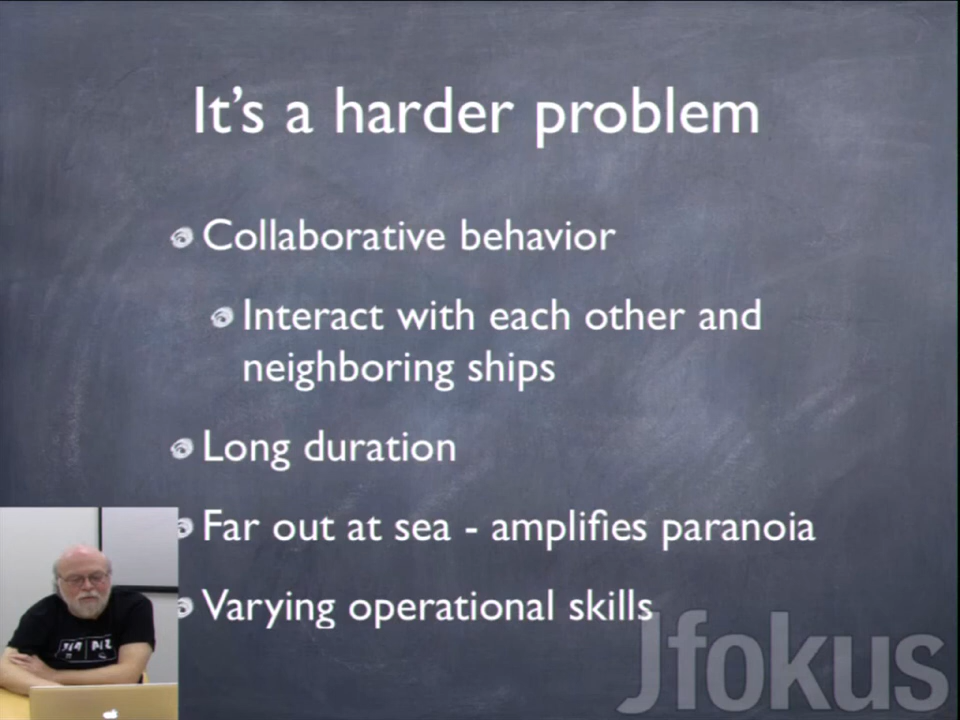 It's a harder problem
Collaborative behavior
Interact with each other and
neighboring ships
Long duration
Far out at sea - amplifies paranoia
Varying operational skills
Jfokus